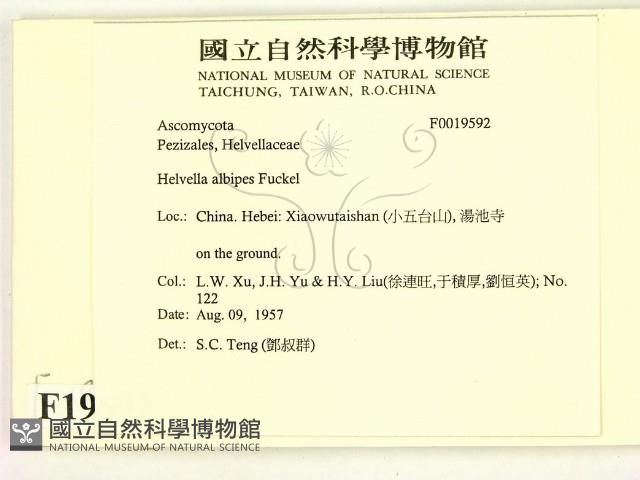 國立自然科學博物館
NATIONAL MUSEUM OF NATURAL SCIENCE
TAICHUNG, TAIWAN, R.O.CHINA
Ascomycota F0019592
Pezizales, Helvellaceae
Helvella albipes Fuckel
Loc.: China. Hebei: Xiaowutaishan (小五台山), 湯池寺
on the ground.
Col.: L.W. Xu, J.H. Yu & H.Y. Liu(徐連旺,于積厚,劉恒英); No.
122
Date: Aug. 09, 1957
Det.: S.C. Teng (鄧叔群)
F19
國立自然科學博物館
NATIONAL MUSEUM OF NATURAL SCIENCE